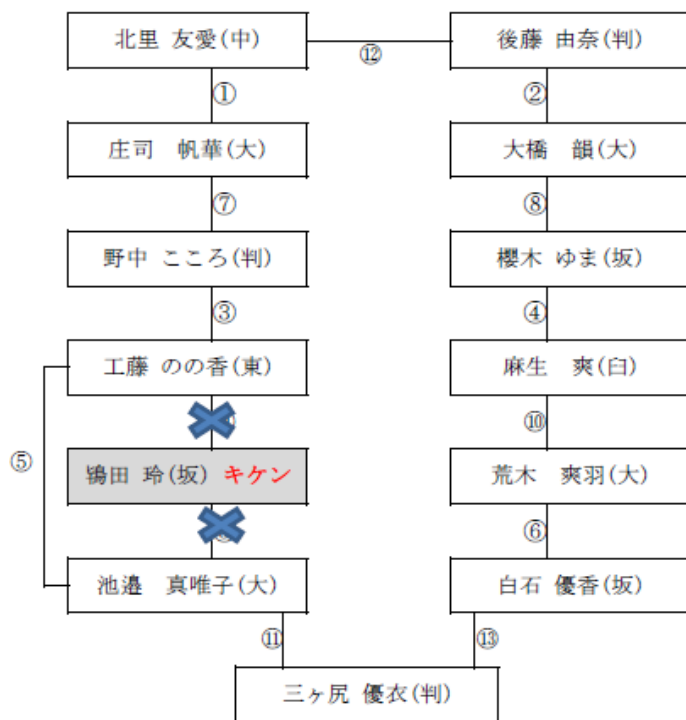 北里 友愛(中)
後藤 由奈(判)
⑫
①
②
庄司 帆華(大)
大橋 韻(大)
⑦
⑧
野中 こころ(判)
櫻木 ゆま(坂)
③
④
工藤 のの香(東)
麻生 爽(臼)
⑩
⑤
鴇田 玲(坂) キケン
荒木 爽羽(大)
⑥
池邉 真唯子(大)
白石 優香(坂)
⑪
⑬
三ヶ尻 優衣(判)